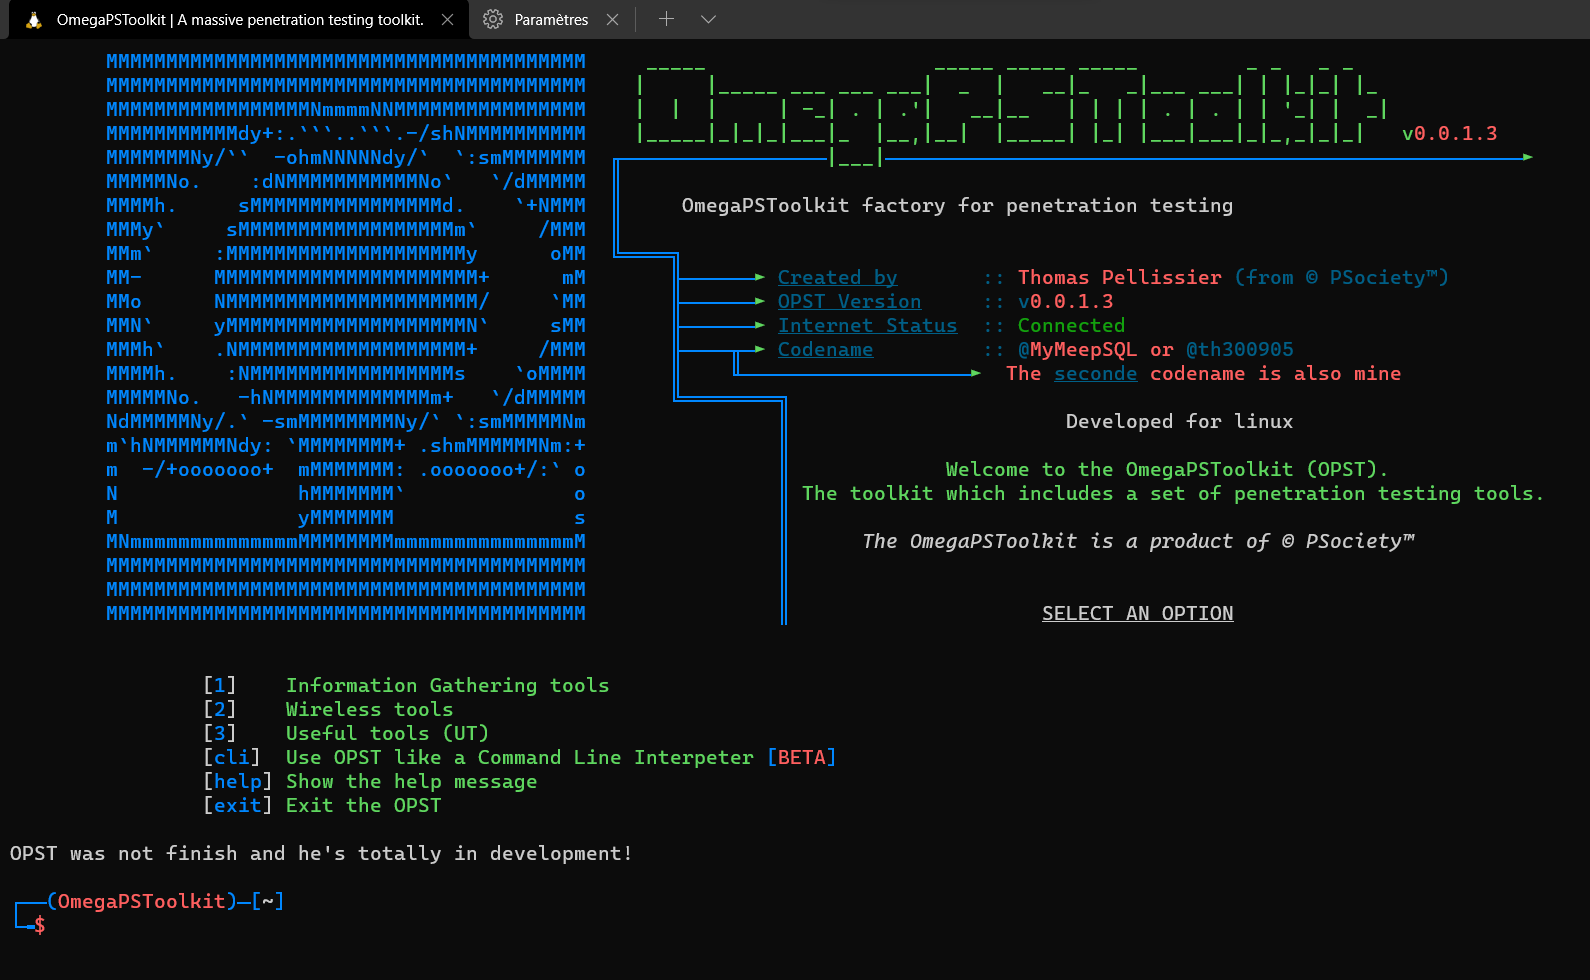 OmegaPSToolkit | A massive penetration testing toolkit.
Paramètres
MMMMMMMMMMMMMMMMMMMMMMMMMMMMMMMMMMMMMMMM
MMMMMMMMMMMMMMMMMMMMMMMMMMMMMMMMMMMMMMMM
MMMMMMMMMMMMMMMMMNmmmmNNMMMMMMMMMMMMMMMM
MMMMMMMMMMMdy+:.```..```.-/shNMMMMMMMMMM
MMMMMMMNy/``  -ohmNNNNNdy/`  `:smMMMMMMM
MMMMMNo.    :dNMMMMMMMMMMMNo`   `/dMMMMM
MMMMh.     sMMMMMMMMMMMMMMMMd.    `+NMMM
MMMy`     sMMMMMMMMMMMMMMMMMMm`     /MMM
MMm`     :MMMMMMMMMMMMMMMMMMMMy      oMM
MM-      MMMMMMMMMMMMMMMMMMMMMM+      mM
MMo      NMMMMMMMMMMMMMMMMMMMMM/     `MM
MMN`     yMMMMMMMMMMMMMMMMMMMMN`     sMM
MMMh`    .NMMMMMMMMMMMMMMMMMMM+     /MMM
MMMMh.    :NMMMMMMMMMMMMMMMMMs    `oMMMM
MMMMMNo.   -hNMMMMMMMMMMMMMm+   `/dMMMMM
NdMMMMMNy/.` -smMMMMMMMMNy/` `:smMMMMMNm
m`hNMMMMMMNdy: `MMMMMMMM+ .shmMMMMMMNm:+
m  -/+ooooooo+  mMMMMMMM: .ooooooo+/:` o
N               hMMMMMMM`              o
M               yMMMMMMM               s
MNmmmmmmmmmmmmmmMMMMMMMMmmmmmmmmmmmmmmmM
MMMMMMMMMMMMMMMMMMMMMMMMMMMMMMMMMMMMMMMM
MMMMMMMMMMMMMMMMMMMMMMMMMMMMMMMMMMMMMMMM
MMMMMMMMMMMMMMMMMMMMMMMMMMMMMMMMMMMMMMMM
OmegaPSToolkit v0.0.1.3
OmegaPSToolkit factory for penetration testing
Created by :: Thomas Pellissier (from © PSociety™)
OPST Version :: v0.0.1.3
Internet Status :: Connected
Codename :: @MyMeepSQL or @th300905
The seconde codename is also mine
Developed for linux
Welcome to the OmegaPSToolkit (OPST).
The toolkit which includes a set of penetration testing tools.
The OmegaPSToolkit is a product of © PSociety™
SELECT AN OPTION
[1] Information Gathering tools
[2] Wireless tools
[3] Useful tools (UT)
[cli] Use OPST like a Command Line Interpeter [BETA]
[help] Show the help message
[exit] Exit the OPST
OPST was not finish and he's totally in development!
(OmegaPSToolkit)-[~]
$